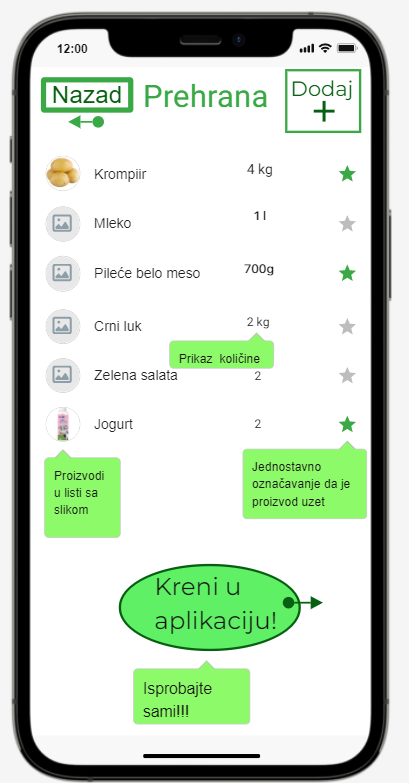 12:00
Nazad
Prehrana
Dodaj
Krompiir
4 kg
Mleko
1 l
Pileće belo meso
700g
Crni luk
2 kg
Prikaz količine
Zelena salata
2
Jogurt
2
Proizvodi
u listi sa
slikom
Jednostavno
označavanje da je
proizvod uzet
Kreni u
aplikaciju!
Isprobajte
sami!!!